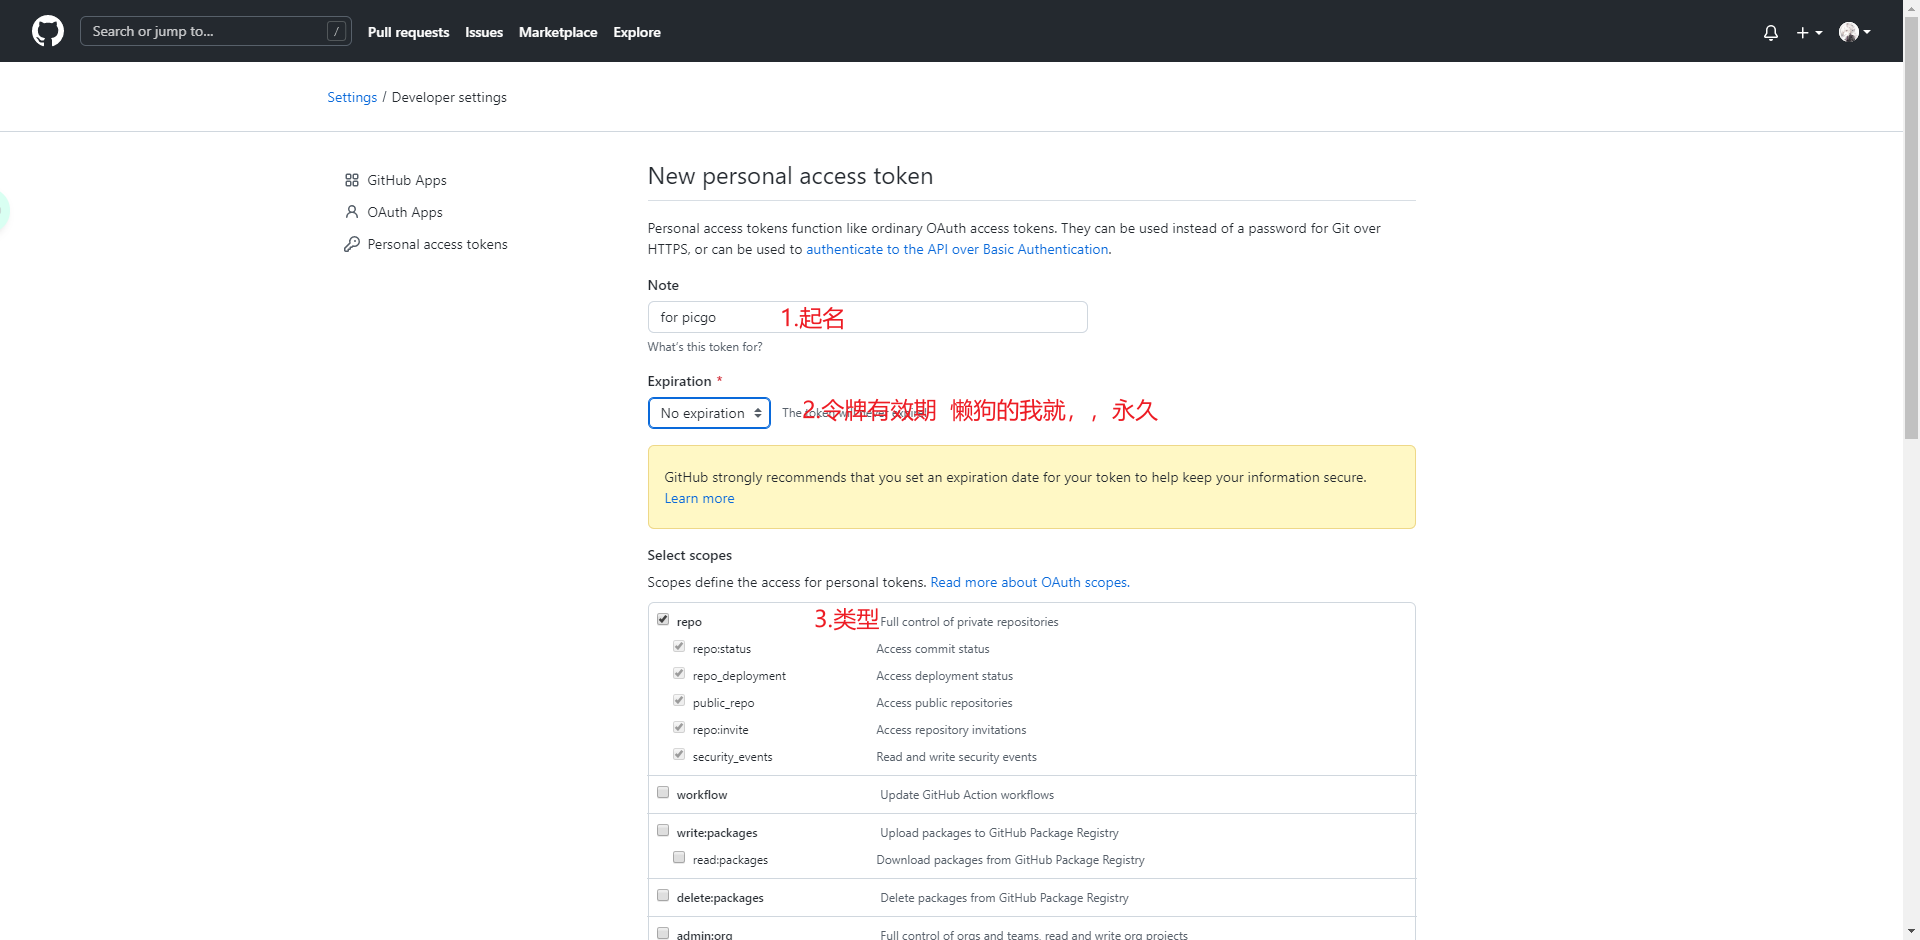 Search or jump to... /
Pull requests Issues Marketplace Explore
Settings / Developer settings
GitHub Apps
OAuth Apps
Personal access tokens
New personal access token
Personal access tokens function like ordinary OAuth access tokens. They can be used instead of a password for Git over
HTTPS, or can be used to authenticate to the API over Basic Authentication.
Note
for picgo 1.起名
What's this token for?
Expiration *
No expiration The token will never expire! 2.令牌有效期 懒狗的我就，，永久
GitHub strongly recommends that you set an expiration date for your token to help keep your information secure.
Learn more
Select scopes
Scopes define the access for personal tokens. Read more about OAuth scopes.
repo 3.类型 Full control of private repositories
repo:status Access commit status
repo_deployment Access deployment status
public_repo Access public repositories
repo:invite Access repository invitations
security_events Read and write security events
workflow Update GitHub Action workflows
write:packages Upload packages to GitHub Package Registry
read:packages Download packages from GitHub Package Registry
delete:packages Delete packages from GitHub Package Registry
admin:org Full control of orgs and teams, read and write org projects